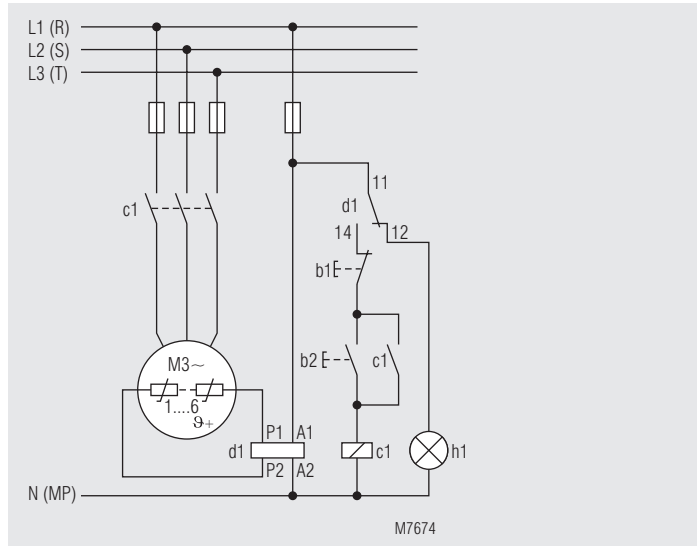 L1 (R)
L2 (S)
L3 (T)
11
d1
c1
14 12
b1
M3~
b2 c1
1....6
ϑ+
P1 A1
d1 c1 h1
P2 A2
N (MP)
M7674